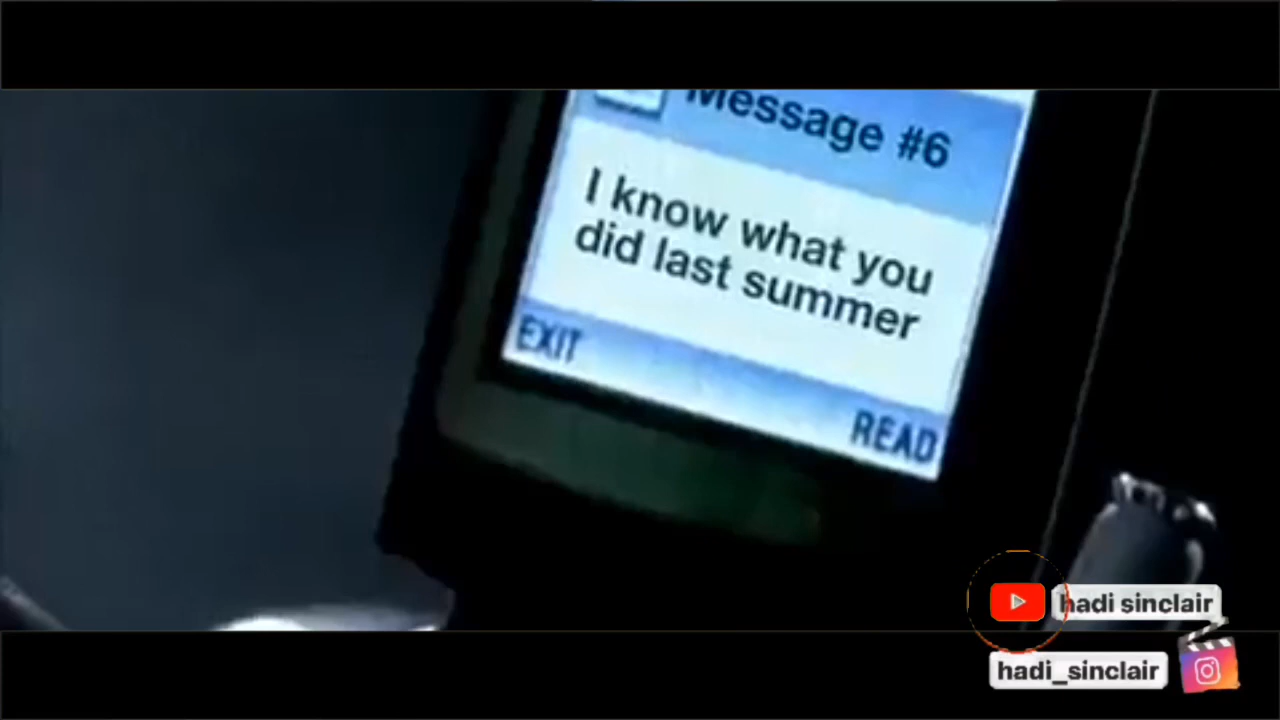 Message #6
I know what you
did last summer
EXIT
READ
hadi sinclair
hadi_sinclair